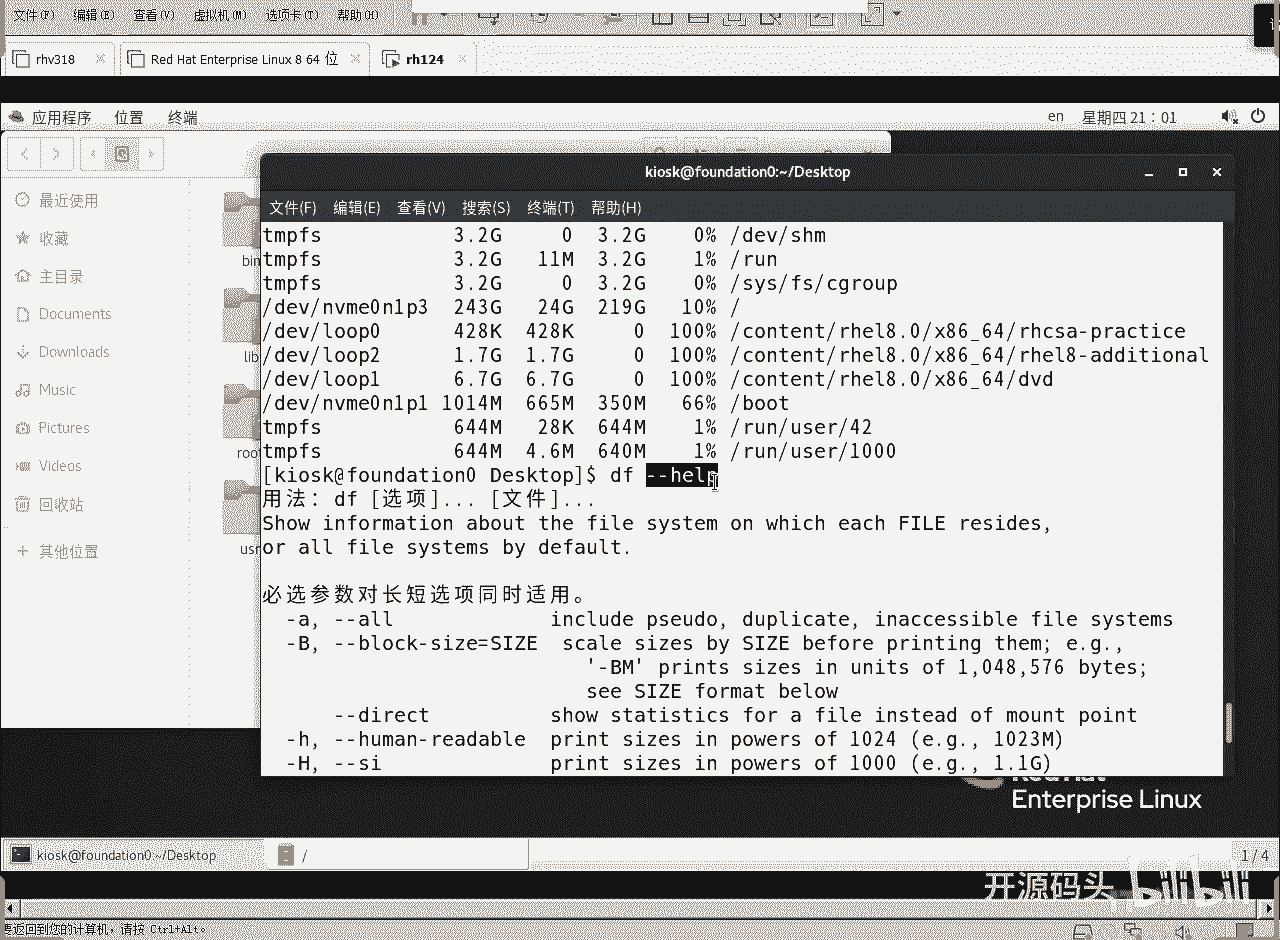 文件(F) 编辑(E) 查看(V) 虚拟机(M) 选项卡(T) 帮助(H)
rhv318 Red Hat Enterprise Linux 8 64 位 rh124
应用程序 位置 终端 en 星期四 21：01
kiosk@foundation0:~/Desktop
文件(F) 编辑(E) 查看(V) 搜索(S) 终端(T) 帮助(H)
最近使用
收藏
主目录
Documents
Downloads
Music
Pictures
Videos
回收站
其他位置
bin
lib
roo
usr
tmpfs 3.2G 0 3.2G 0% /dev/shm
tmpfs 3.2G 11M 3.2G 1% /run
tmpfs 3.2G 0 3.2G 0% /sys/fs/cgroup
/dev/nvme0n1p3 243G 24G 219G 10% /
/dev/loop0 428K 428K 0 100% /content/rhel8.0/x86_64/rhcsa-practice
/dev/loop2 1.7G 1.7G 0 100% /content/rhel8.0/x86_64/rhel8-additional
/dev/loop1 6.7G 6.7G 0 100% /content/rhel8.0/x86_64/dvd
/dev/nvme0n1p1 1014M 665M 350M 66% /boot
tmpfs 644M 28K 644M 1% /run/user/42
tmpfs 644M 4.6M 640M 1% /run/user/1000
[kiosk@foundation0 Desktop]$ df --help
用法：df [选项]... [文件]...
Show information about the file system on which each FILE resides,
or all file systems by default.
必选参数对长短选项同时适用。
-a, --all include pseudo, duplicate, inaccessible file systems
-B, --block-size=SIZE scale sizes by SIZE before printing them; e.g.,
'-BM' prints sizes in units of 1,048,576 bytes;
see SIZE format below
--direct show statistics for a file instead of mount point
-h, --human-readable print sizes in powers of 1024 (e.g., 1023M)
-H, --si print sizes in powers of 1000 (e.g., 1.1G)
Enterprise Linux
kiosk@foundation0:~/Desktop / 1/4
开源码头 bilibili
要返回到您的计算机，请按 Ctrl+Alt。